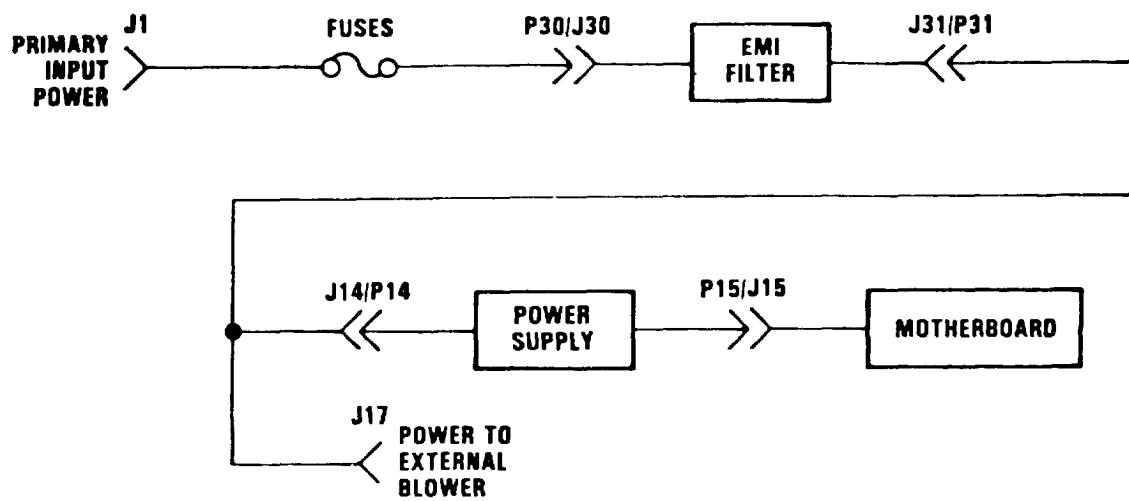 J1
PRIMARY
INPUT
POWER
FUSES
P30/J30
EMI
FILTER
J31/P31
J14/P14
POWER
SUPPLY
P15/J15
MOTHERBOARD
J17
POWER TO
EXTERNAL
BLOWER